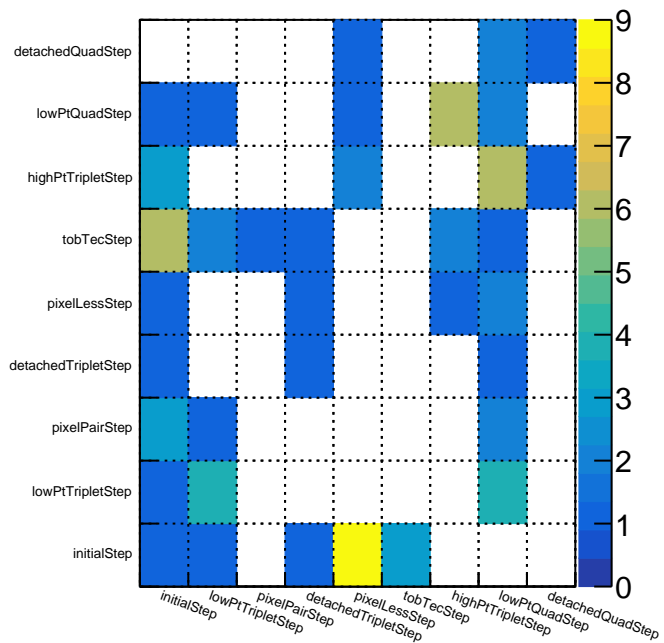 detachedQuadStep
lowPtQuadStep
highPtTripletStep
tobTecStep
pixelLessStep
detachedTripletStep
pixelPairStep
lowPtTripletStep
initialStep
initialStep
lowPtTripletStep
pixelPairStep
detachedTripletStep
pixelLessStep
tobTecStep
highPtTripletStep
lowPtQuadStep
detachedQuadStep
9
8
7
6
5
4
3
2
1
0